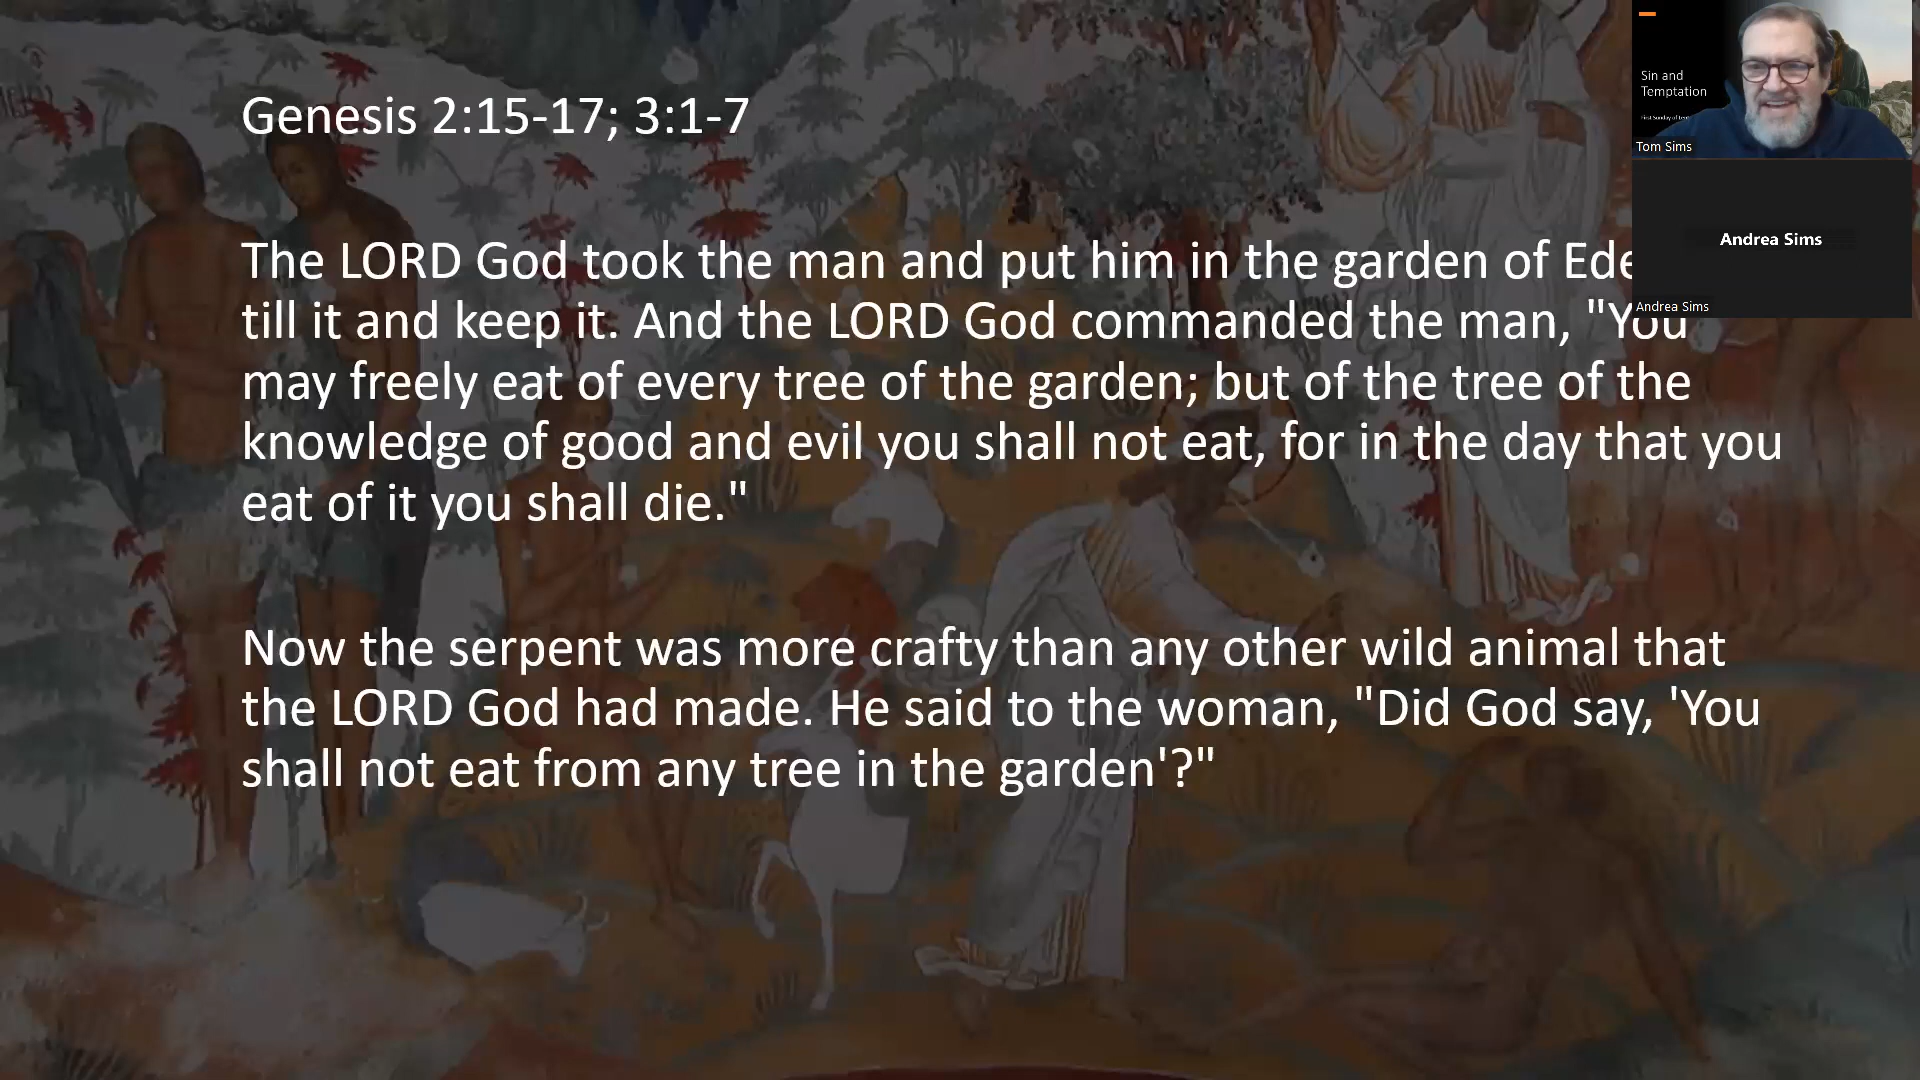 Genesis 2:15-17; 3:1-7
The LORD God took the man and put him in the garden of Ede
till it and keep it. And the LORD God commanded the man, "You
may freely eat of every tree of the garden; but of the tree of the
knowledge of good and evil you shall not eat, for in the day that you
eat of it you shall die."
Now the serpent was more crafty than any other wild animal that
the LORD God had made. He said to the woman, "Did God say, 'You
shall not eat from any tree in the garden'?"
Sin and
Temptation
First Sunday of
Tom Sims
Andrea Sims
Andrea Sims